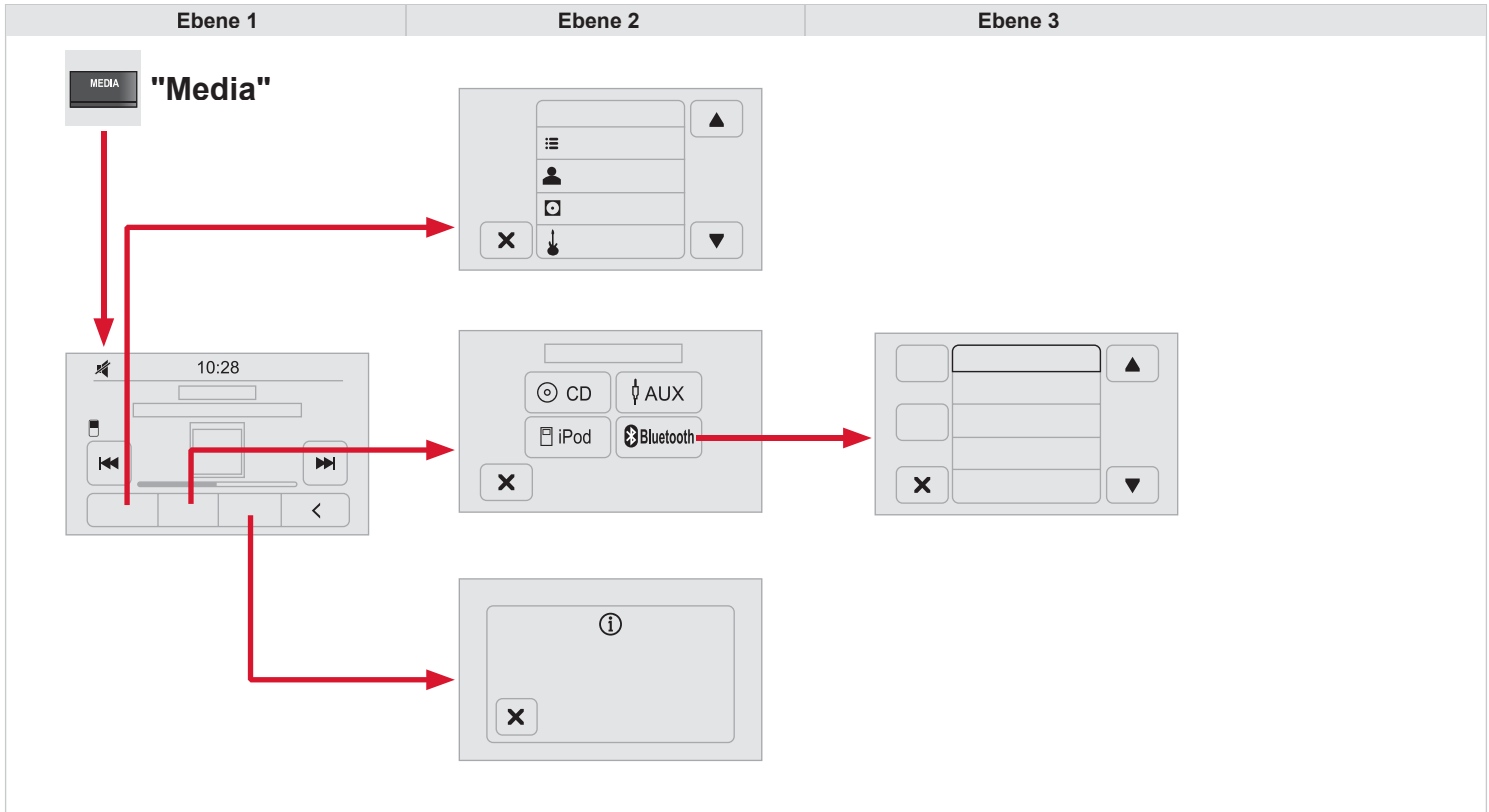 Ebene 1 Ebene 2 Ebene 3
MEDIA "Media"
10:28
CD AUX
iPod Bluetooth